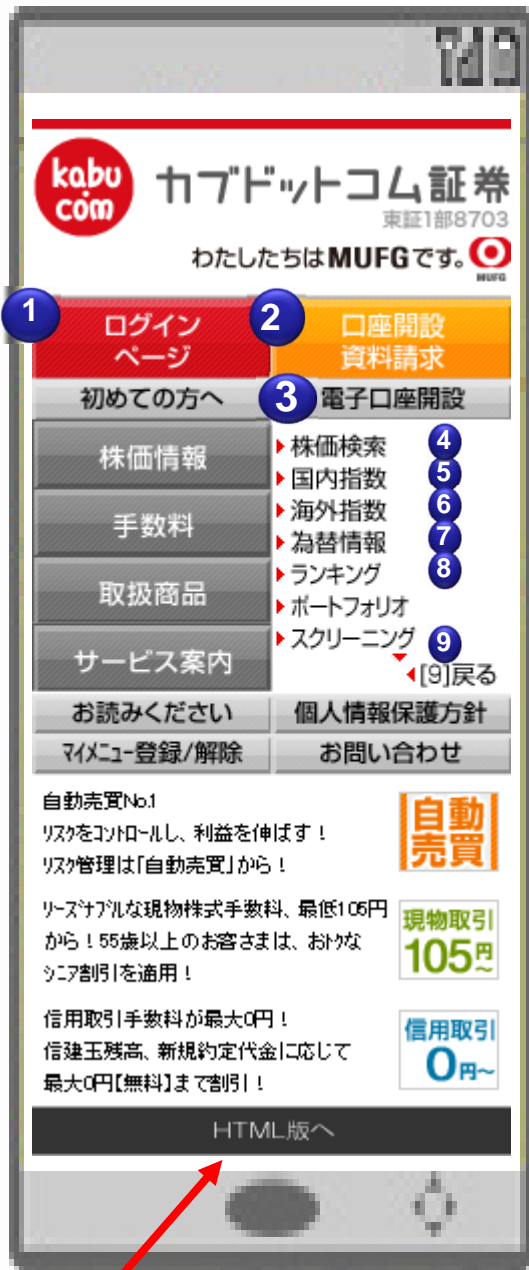 kabu
com
カブドットコム証券
東証1部8703
わたしたちはMUFGです。
MUFG
1
ログイン
ページ
2
口座開設
資料請求
初めての方へ
3
電子口座開設
株価情報
手数料
取扱商品
サービス案内
株価検索
4
国内指数
5
海外指数
6
為替情報
7
ランキング
8
ポートフォリオ
スクリーニング
9
[9]戻る
お読みください
個人情報保護方針
ﾏｲﾒﾆｭｰ登録/解除
お問い合わせ
自動売買No.1
ﾘｽｸをｺﾝﾄﾛｰﾙし、利益を伸ばす！
ﾘｽｸ管理は｢自動売買｣から！
自動
売買
ﾘｰｽﾞﾅﾌﾞﾙな現物株式手数料、最低105円
から！55歳以上のお客さまは、おﾄｸな
ｼﾆｱ割引を適用！
現物取引
105円～
信用取引手数料が最大0円！
信建玉残高、新規約定代金に応じて
最大0円【無料】まで割引！
信用取引
0円～
HTML版へ